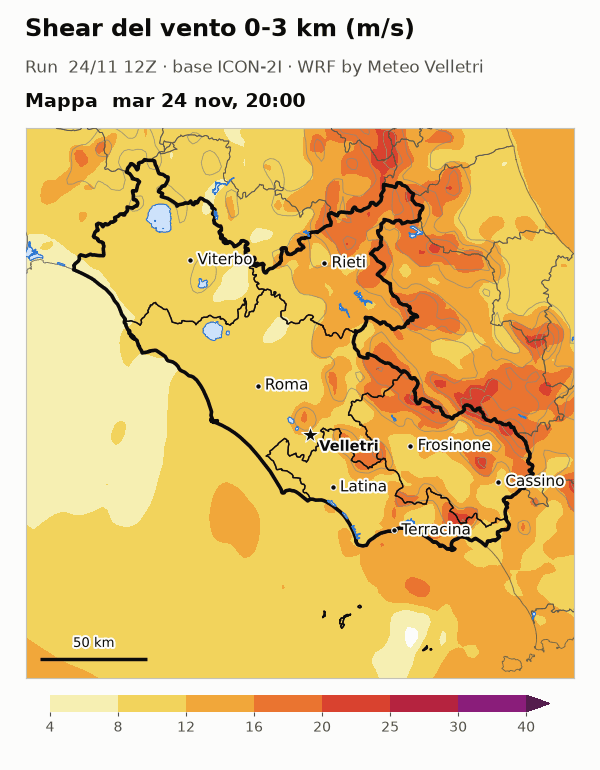 Shear del vento 0-3 km (m/s)
Run  24/11 12Z · base ICON-2I · WRF by Meteo Velletri
Mappa  mar 24 nov, 20:00
Viterbo
Rieti
Roma
Velletri
Frosinone
Latina
Cassino
Terracina
50 km
4 8 12 16 20 25 30 40